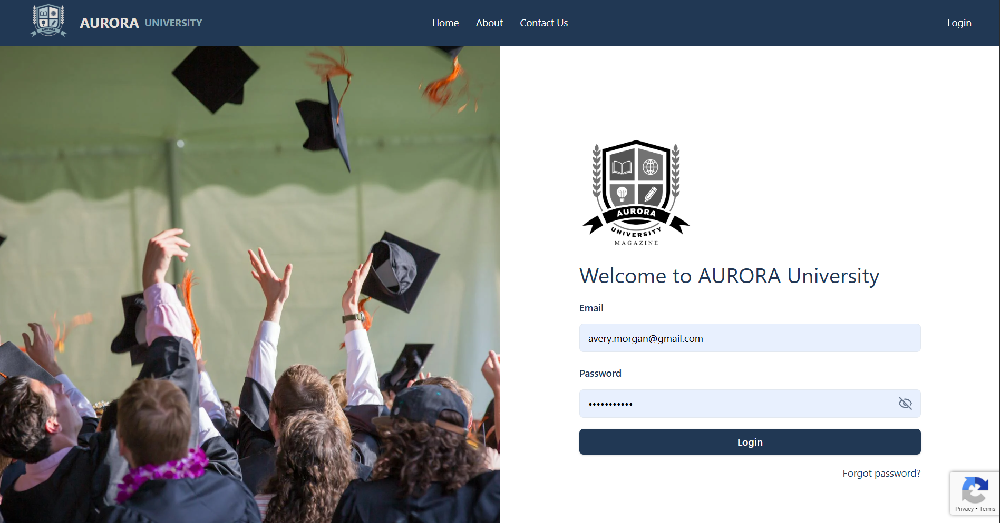 AURORA UNIVERSITY
Home About Contact Us
Login
AURORA
AURORA
UNIVERSITY
MAGAZINE
Welcome to AURORA University
Email
avery.morgan@gmail.com
Password
•••••••••••
Login
Forgot password?
Privacy - Terms